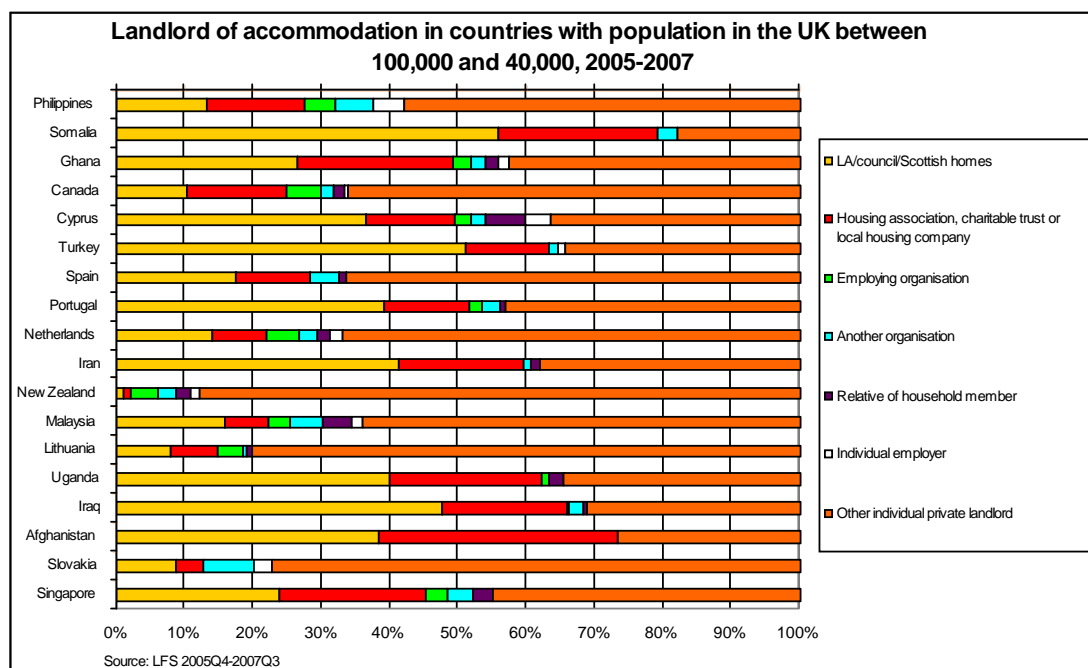 Landlord of accommodation in countries with population in the UK between
100,000 and 40,000, 2005-2007
Philippines
Somalia
Ghana
Canada
Cyprus
Turkey
Spain
Portugal
Netherlands
Iran
New Zealand
Malaysia
Lithuania
Uganda
Iraq
Afghanistan
Slovakia
Singapore
0% 10% 20% 30% 40% 50% 60% 70% 80% 90% 100%
Source: LFS 2005Q4-2007Q3
LA/council/Scottish homes
Housing association, charitable trust or
local housing company
Employing organisation
Another organisation
Relative of household member
Individual employer
Other individual private landlord